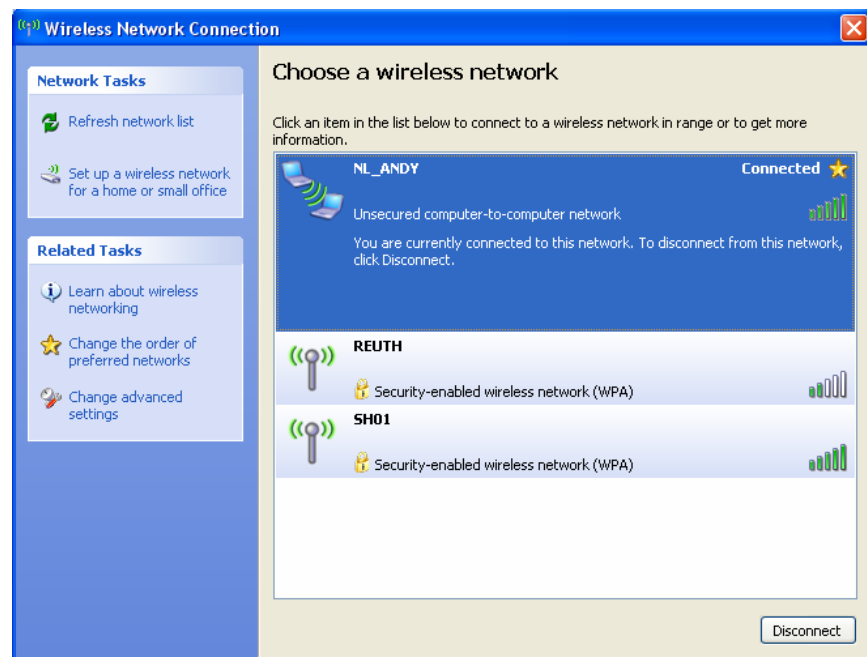 Wireless Network Connection
Network Tasks
Refresh network list
Set up a wireless network
for a home or small office
Related Tasks
Learn about wireless
networking
Change the order of
preferred networks
Change advanced
settings
Choose a wireless network
Click an item in the list below to connect to a wireless network in range or to get more
information.
NL_ANDY Connected
Unsecured computer-to-computer network
You are currently connected to this network. To disconnect from this network,
click Disconnect.
REUTH
Security-enabled wireless network (WPA)
SH01
Security-enabled wireless network (WPA)
Disconnect